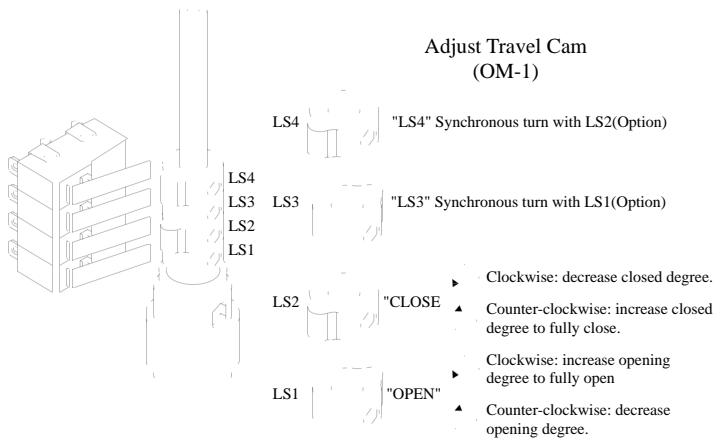 Adjust Travel Cam
(OM-1)
LS4 "LS4" Synchronous turn with LS2(Option)
LS4
LS3
LS2
LS1
LS3 "LS3" Synchronous turn with LS1(Option)
LS2 "CLOSE
Clockwise: decrease closed degree.
Counter-clockwise: increase closed
degree to fully close.
LS1 "OPEN"
Clockwise: increase opening
degree to fully open
Counter-clockwise: decrease
opening degree.